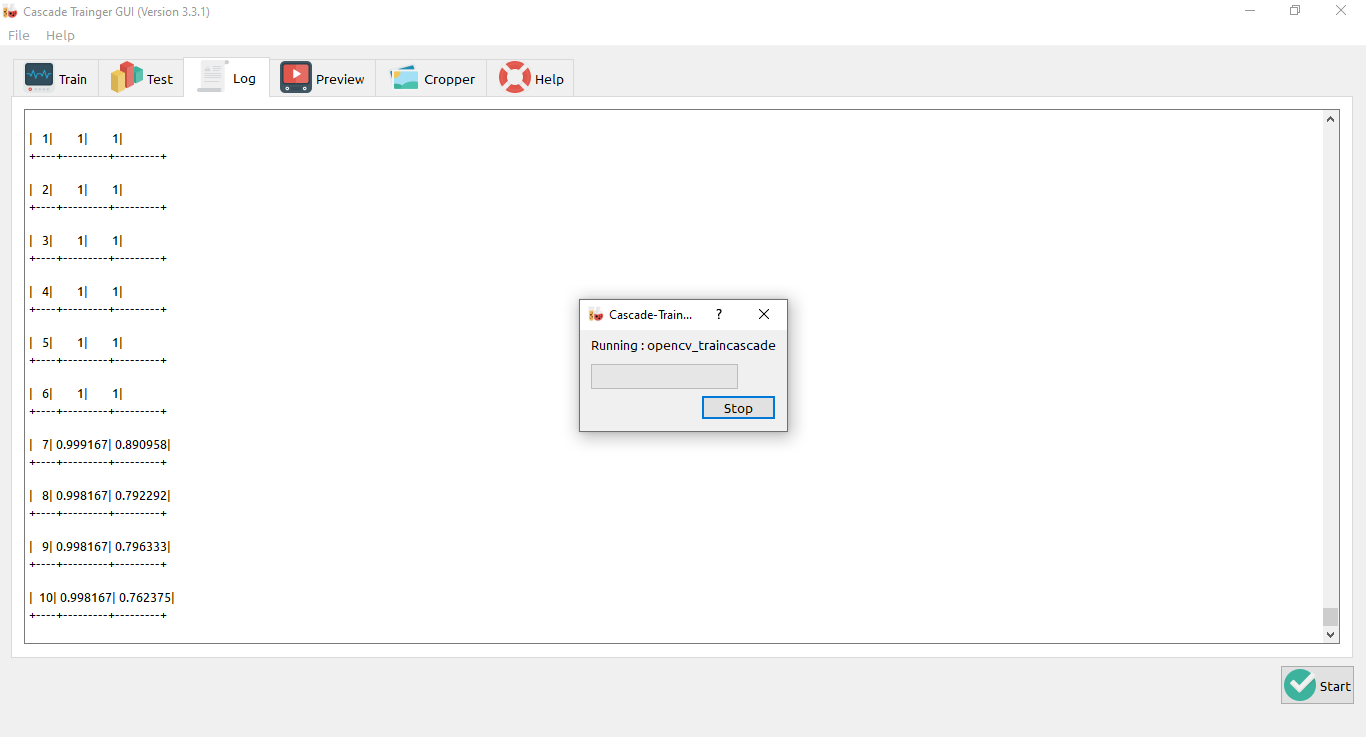 Cascade Trainger GUI (Version 3.3.1)
File Help
Train Test Log Preview Cropper Help
| 1| 1| 1|
+----+---------+---------+
| 2| 1| 1|
+----+---------+---------+
| 3| 1| 1|
+----+---------+---------+
| 4| 1| 1|
+----+---------+---------+
| 5| 1| 1|
+----+---------+---------+
| 6| 1| 1|
+----+---------+---------+
| 7| 0.999167| 0.890958|
+----+---------+---------+
| 8| 0.998167| 0.792292|
+----+---------+---------+
| 9| 0.998167| 0.796333|
+----+---------+---------+
| 10| 0.998167| 0.762375|
+----+---------+---------+
Cascade-Train... ?
Running : opencv_traincascade
Stop
Start